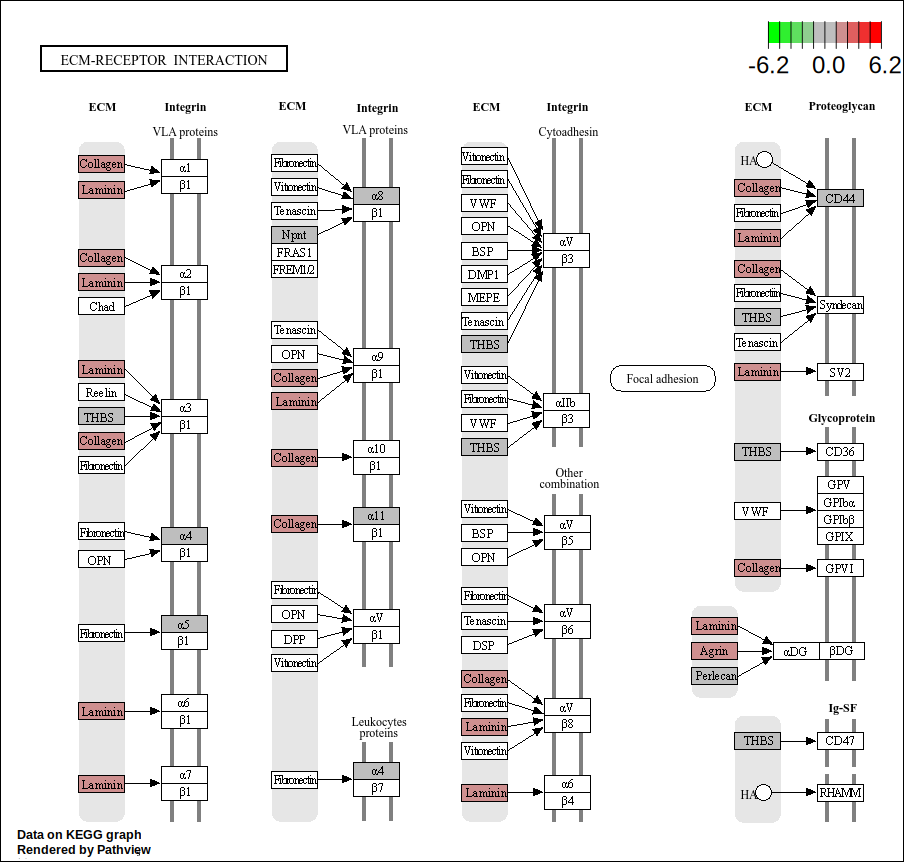 ECM-RECEPTOR INTERACTION
-6.2 0.0 6.2
ECM Integrin
VLA proteins
Collagen
Laminin
α1
β1
Collagen
Laminin
Chad
α2
β1
Laminin
Reelin
THBS
Collagen
Fibronectin
α3
β1
Fibronectin
OPN
α4
β1
Fibronectin
α5
β1
Laminin
α6
β1
Laminin
α7
β1
ECM Integrin
VLA proteins
Fibronectin
Vitronectin
Tenascin
Npnt
FRAS1
FREM1/2
α8
β1
Tenascin
OPN
Collagen
Laminin
α9
β1
Collagen
α10
β1
Collagen
α11
β1
Fibronectin
OPN
DPP
Vitronectin
αV
β1
Leukocytes
proteins
Fibronectin
α4
β7
ECM Integrin
Cytoadhesin
Vitronectin
Fibronectin
VWF
OPN
BSP
DMP1
MEPE
Tenascin
THBS
αV
β3
Vitronectin
Fibronectin
VWF
THBS
αIIb
β3
Other
combination
Vitronectin
BSP
OPN
αV
β5
Fibronectin
Tenascin
DSP
αV
β6
Collagen
Fibronectin
Laminin
Vitronectin
αV
β8
Laminin
α6
β4
Focal adhesion
ECM Proteoglycan
HA
Collagen
Fibronectin
Laminin
CD44
Collagen
Fibronectin
THBS
Tenascin
Syndecan
Laminin
SV2
Glycoprotein
THBS
CD36
VWF
GPV
GPIbα
GPIbβ
GPIX
Collagen
GPVI
Laminin
Agrin
Perlecan
αDG βDG
Ig-SF
THBS
CD47
HA
RHAMM
Data on KEGG graph
Rendered by Pathview